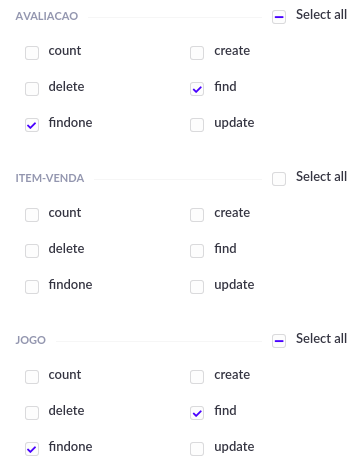 AVALIACAO Select all
count create
delete find
findone update
ITEM-VENDA Select all
count create
delete find
findone update
JOGO Select all
count create
delete find
findone update